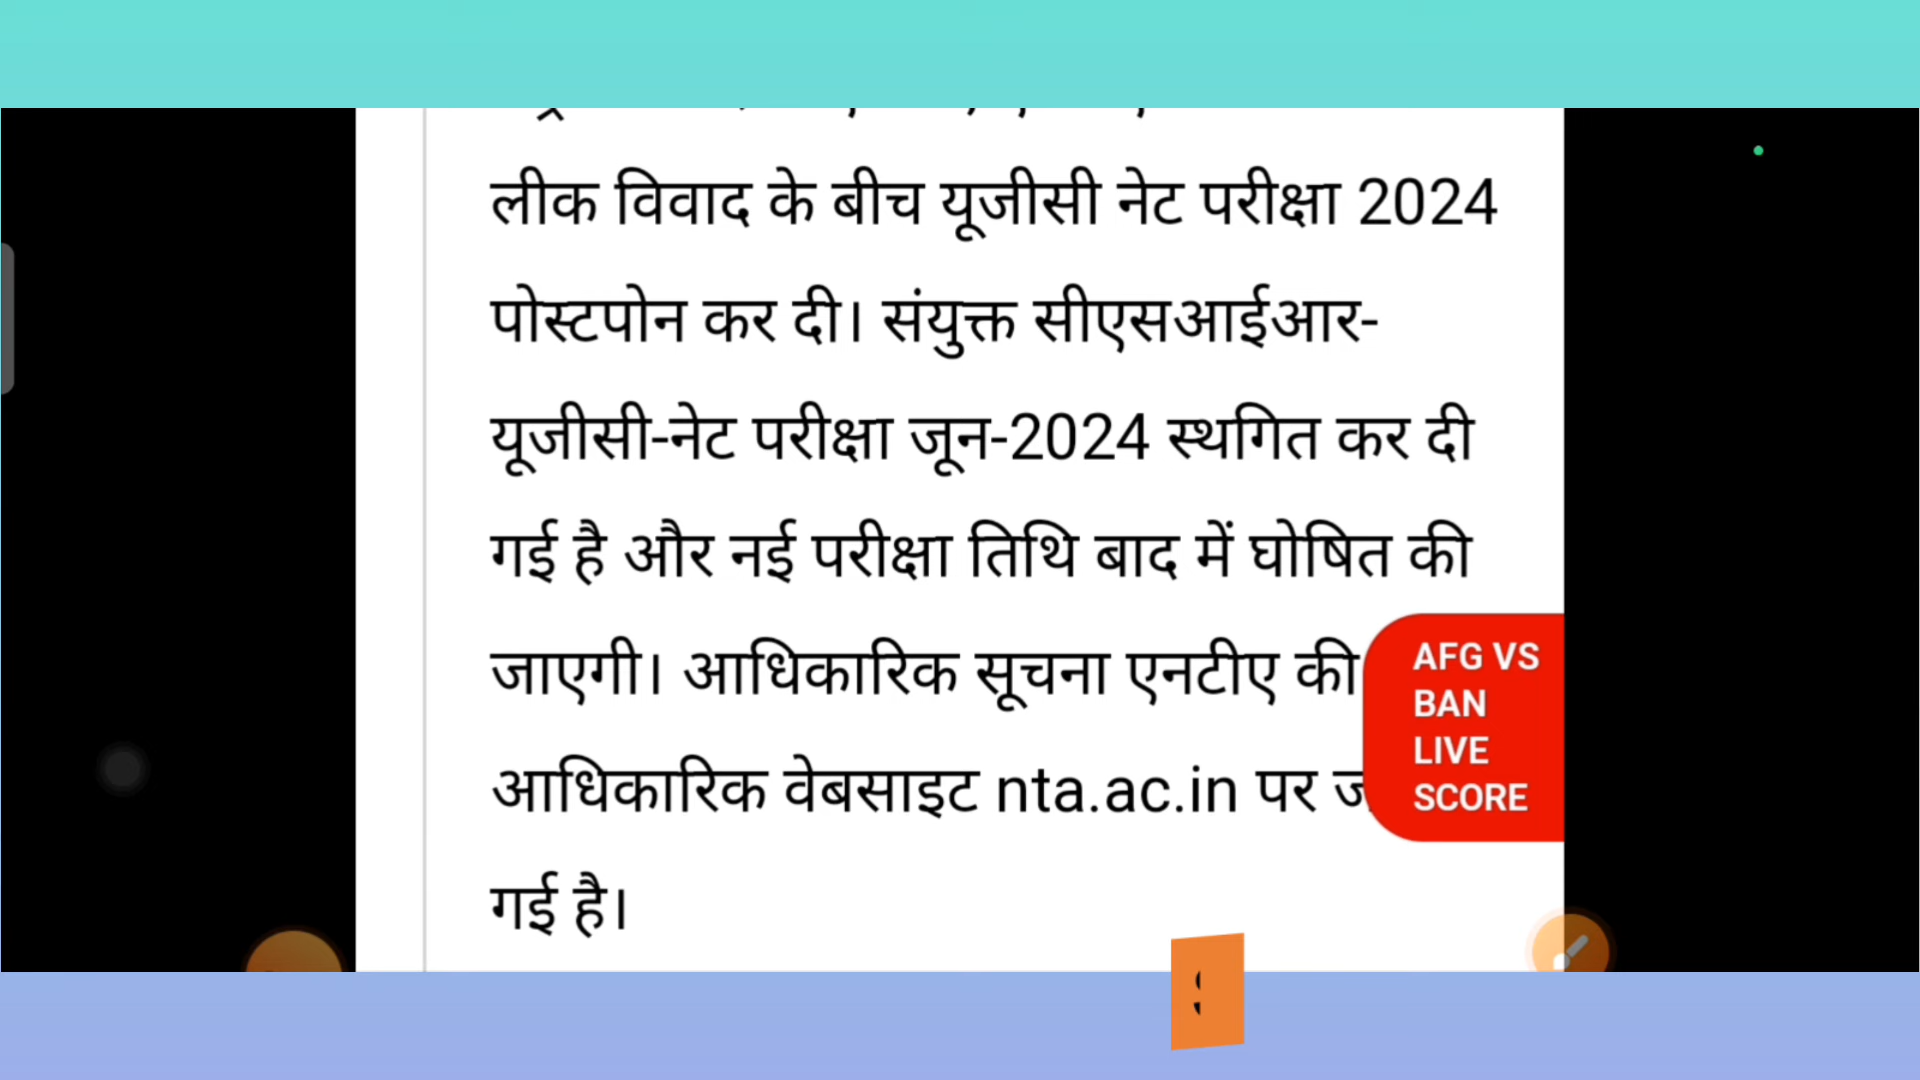 लीक विवाद के बीच यूजीसी नेट परीक्षा 2024
पोस्टपोन कर दी। संयुक्त सीएसआईआर-
यूजीसी-नेट परीक्षा जून-2024 स्थगित कर दी
गई है और नई परीक्षा तिथि बाद में घोषित की
जाएगी। आधिकारिक सूचना एनटीए की
आधिकारिक वेबसाइट nta.ac.in पर
गई है।
AFG VS
BAN
LIVE
SCORE